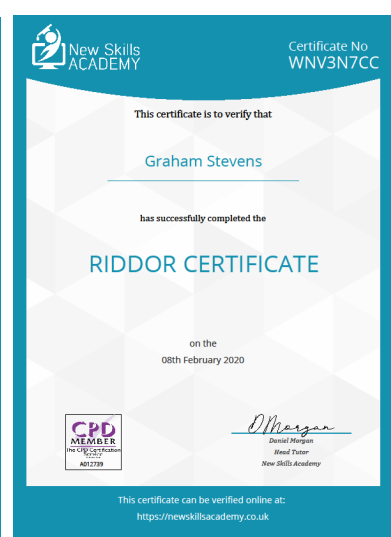 New Skills
ACADEMY
Certificate No
WNV3N7CC
This certificate is to verify that
Graham Stevens
has successfully completed the
RIDDOR CERTIFICATE
on the
08th February 2020
CPD
MEMBER
The CPD Certification
Service
A012739
DMorgan
Daniel Morgan
Head Tutor
New Skills Academy
This certificate can be verified online at:
https://newskillsacademy.co.uk